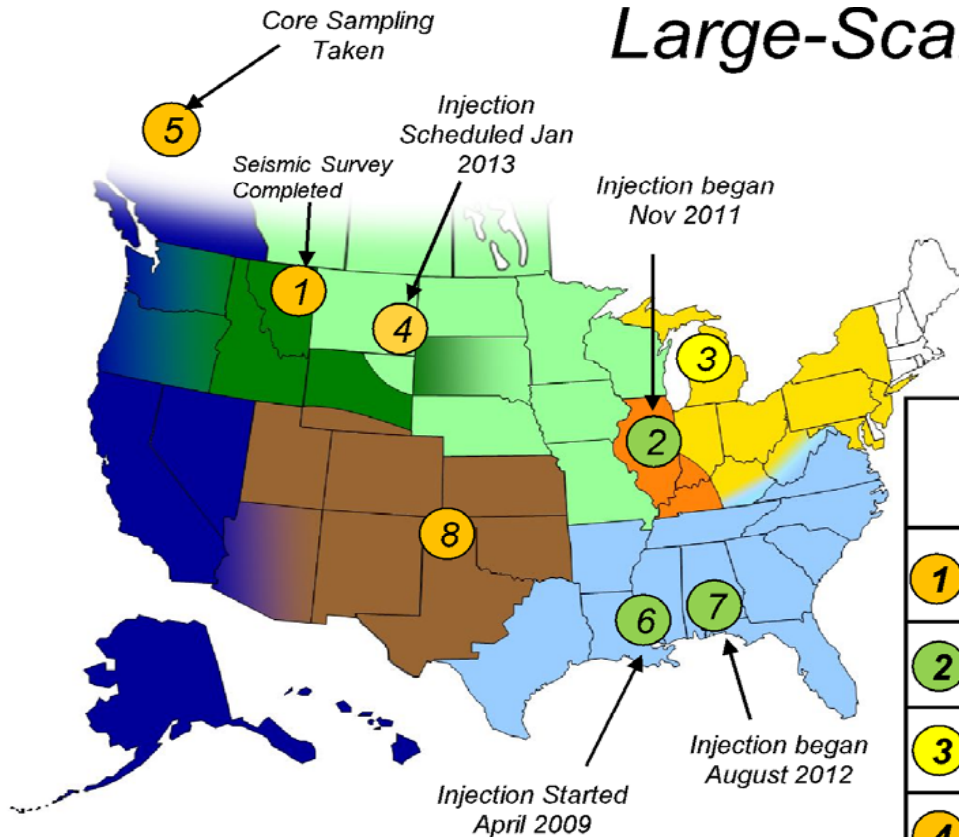 Large-Sca
Core Sampling
Taken
5
Injection
Scheduled Jan
2013
Seismic Survey
Completed
Injection began
Nov 2011
1
4
3
2
8
6
7
Injection began
August 2012
Injection Started
April 2009
1
2
3
4